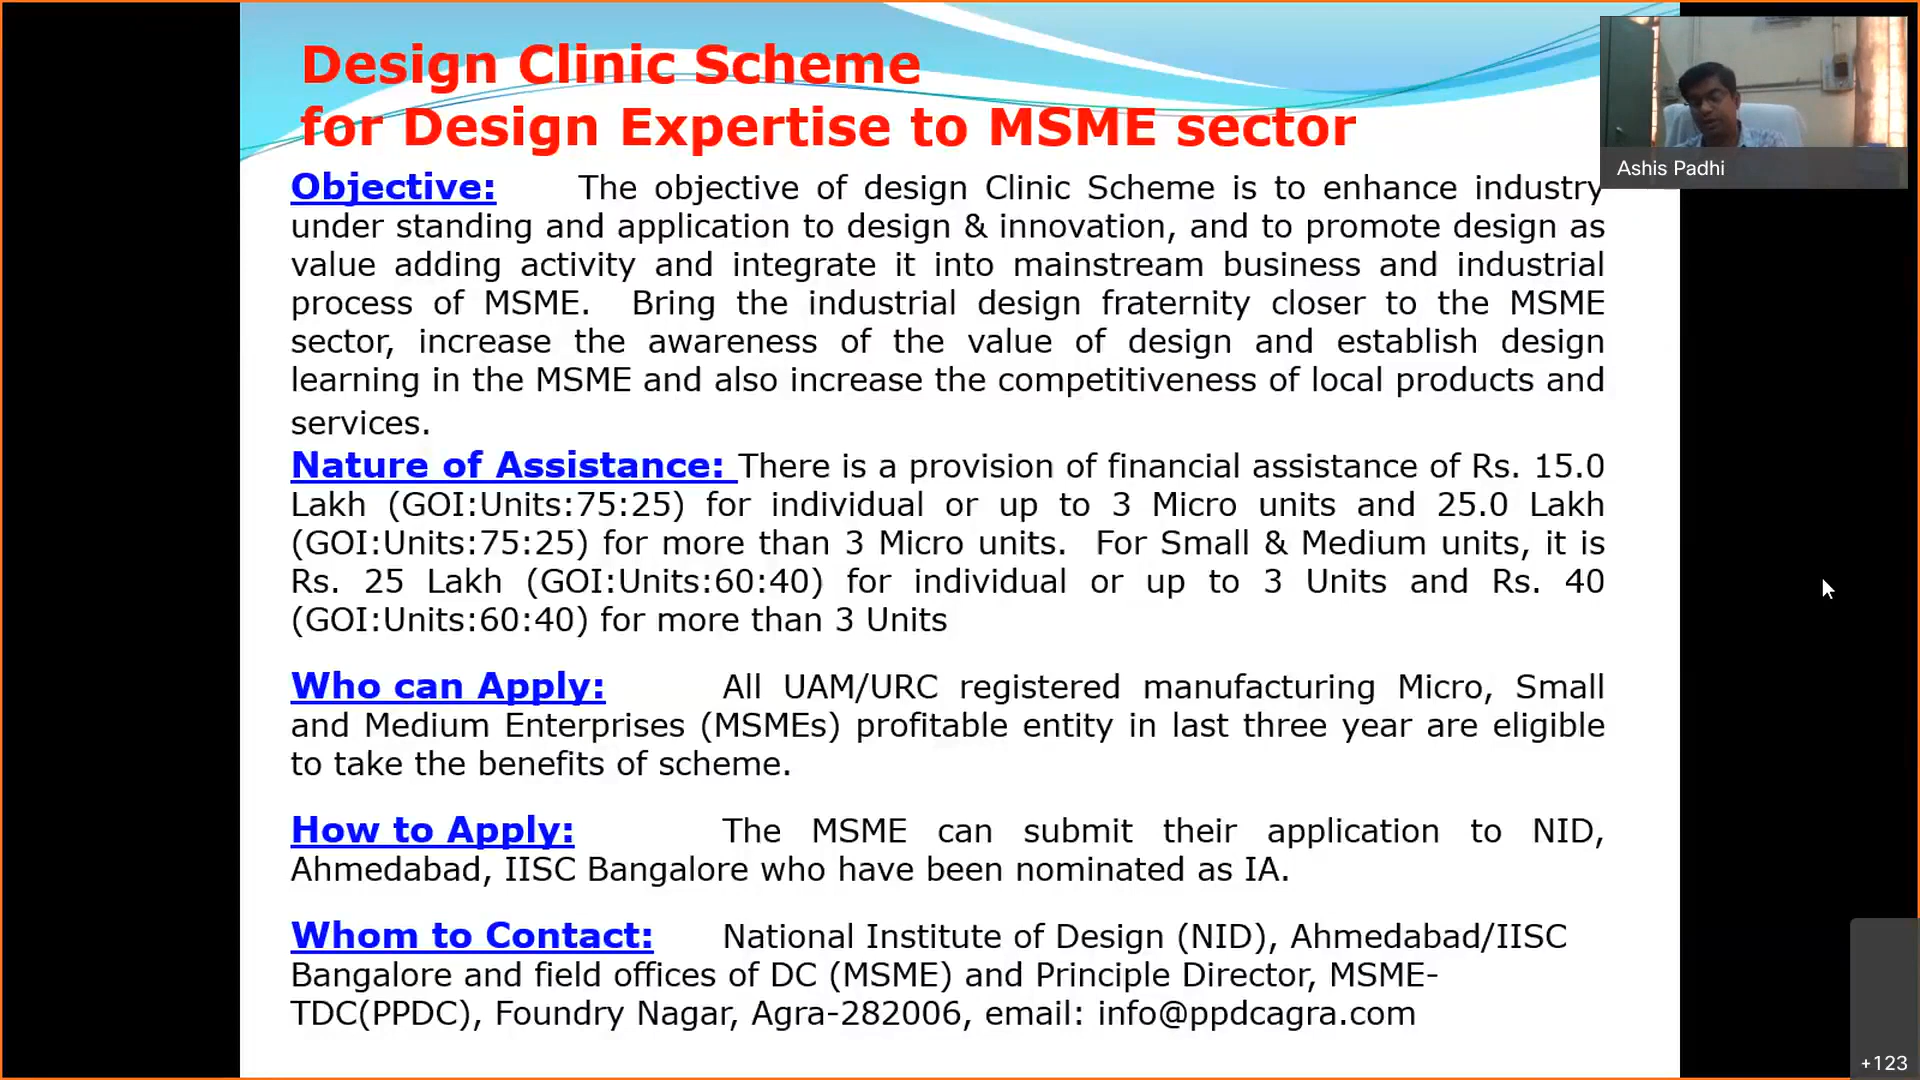 Design Clinic Scheme
for Design Expertise to MSME sector
Objective: The objective of design Clinic Scheme is to enhance industry
under standing and application to design & innovation, and to promote design as
value adding activity and integrate it into mainstream business and industrial
process of MSME. Bring the industrial design fraternity closer to the MSME
sector, increase the awareness of the value of design and establish design
learning in the MSME and also increase the competitiveness of local products and
services.
Nature of Assistance: There is a provision of financial assistance of Rs. 15.0
Lakh (GOI:Units:75:25) for individual or up to 3 Micro units and 25.0 Lakh
(GOI:Units:75:25) for more than 3 Micro units. For Small & Medium units, it is
Rs. 25 Lakh (GOI:Units:60:40) for individual or up to 3 Units and Rs. 40
(GOI:Units:60:40) for more than 3 Units
Who can Apply: All UAM/URC registered manufacturing Micro, Small
and Medium Enterprises (MSMEs) profitable entity in last three year are eligible
to take the benefits of scheme.
How to Apply: The MSME can submit their application to NID,
Ahmedabad, IISC Bangalore who have been nominated as IA.
Whom to Contact: National Institute of Design (NID), Ahmedabad/IISC
Bangalore and field offices of DC (MSME) and Principle Director, MSME-
TDC(PPDC), Foundry Nagar, Agra-282006, email: info@ppdcagra.com
Ashis Padhi
+123